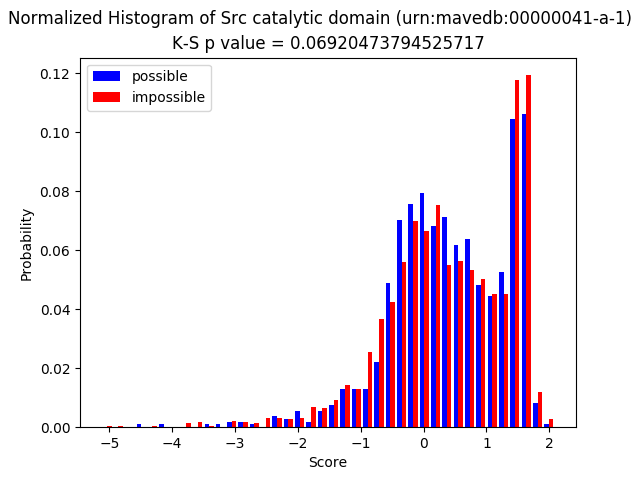 Normalized Histogram of Src catalytic domain (urn:mavedb:00000041-a-1)
K-S p value = 0.06920473794525717
possible
impossible
0.12
0.10
0.08
0.06
0.04
0.02
0.00
Probability
−5
−4
−3
−2
−1
0
1
2
Score